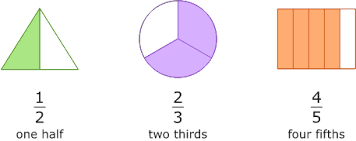 1/2 2/3 4/5
one half two thirds four fifths